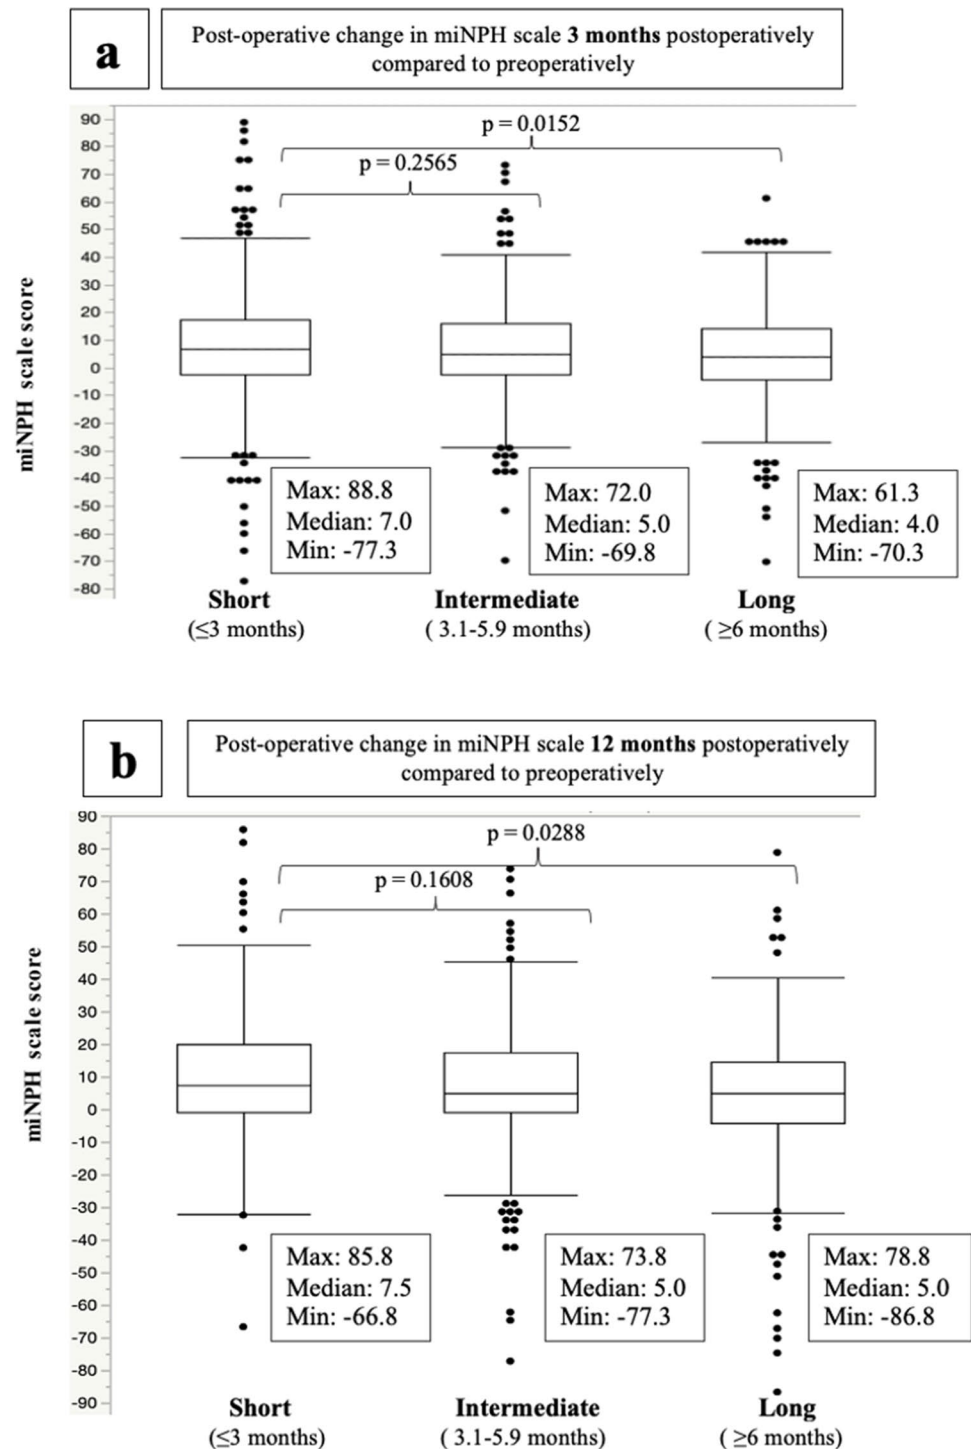 a
Post-operative change in miNPH scale 3 months postoperatively
compared to preoperatively
miNPH scale score
90
80
70
60
50
40
30
20
10
0
-10
-20
-30
-40
-50
-60
-70
-80
p = 0.0152
p = 0.2565
Max: 88.8
Median: 7.0
Min: -77.3
Max: 72.0
Median: 5.0
Min: -69.8
Max: 61.3
Median: 4.0
Min: -70.3
Short
(≤3 months)
Intermediate
( 3.1-5.9 months)
Long
( ≥6 months)
b
Post-operative change in miNPH scale 12 months postoperatively
compared to preoperatively
miNPH scale score
90
80
70
60
50
40
30
20
10
0
-10
-20
-30
-40
-50
-60
-70
-80
-90
p = 0.0288
p = 0.1608
Max: 85.8
Median: 7.5
Min: -66.8
Max: 73.8
Median: 5.0
Min: -77.3
Max: 78.8
Median: 5.0
Min: -86.8
Short
(≤3 months)
Intermediate
( 3.1-5.9 months)
Long
( ≥6 months)